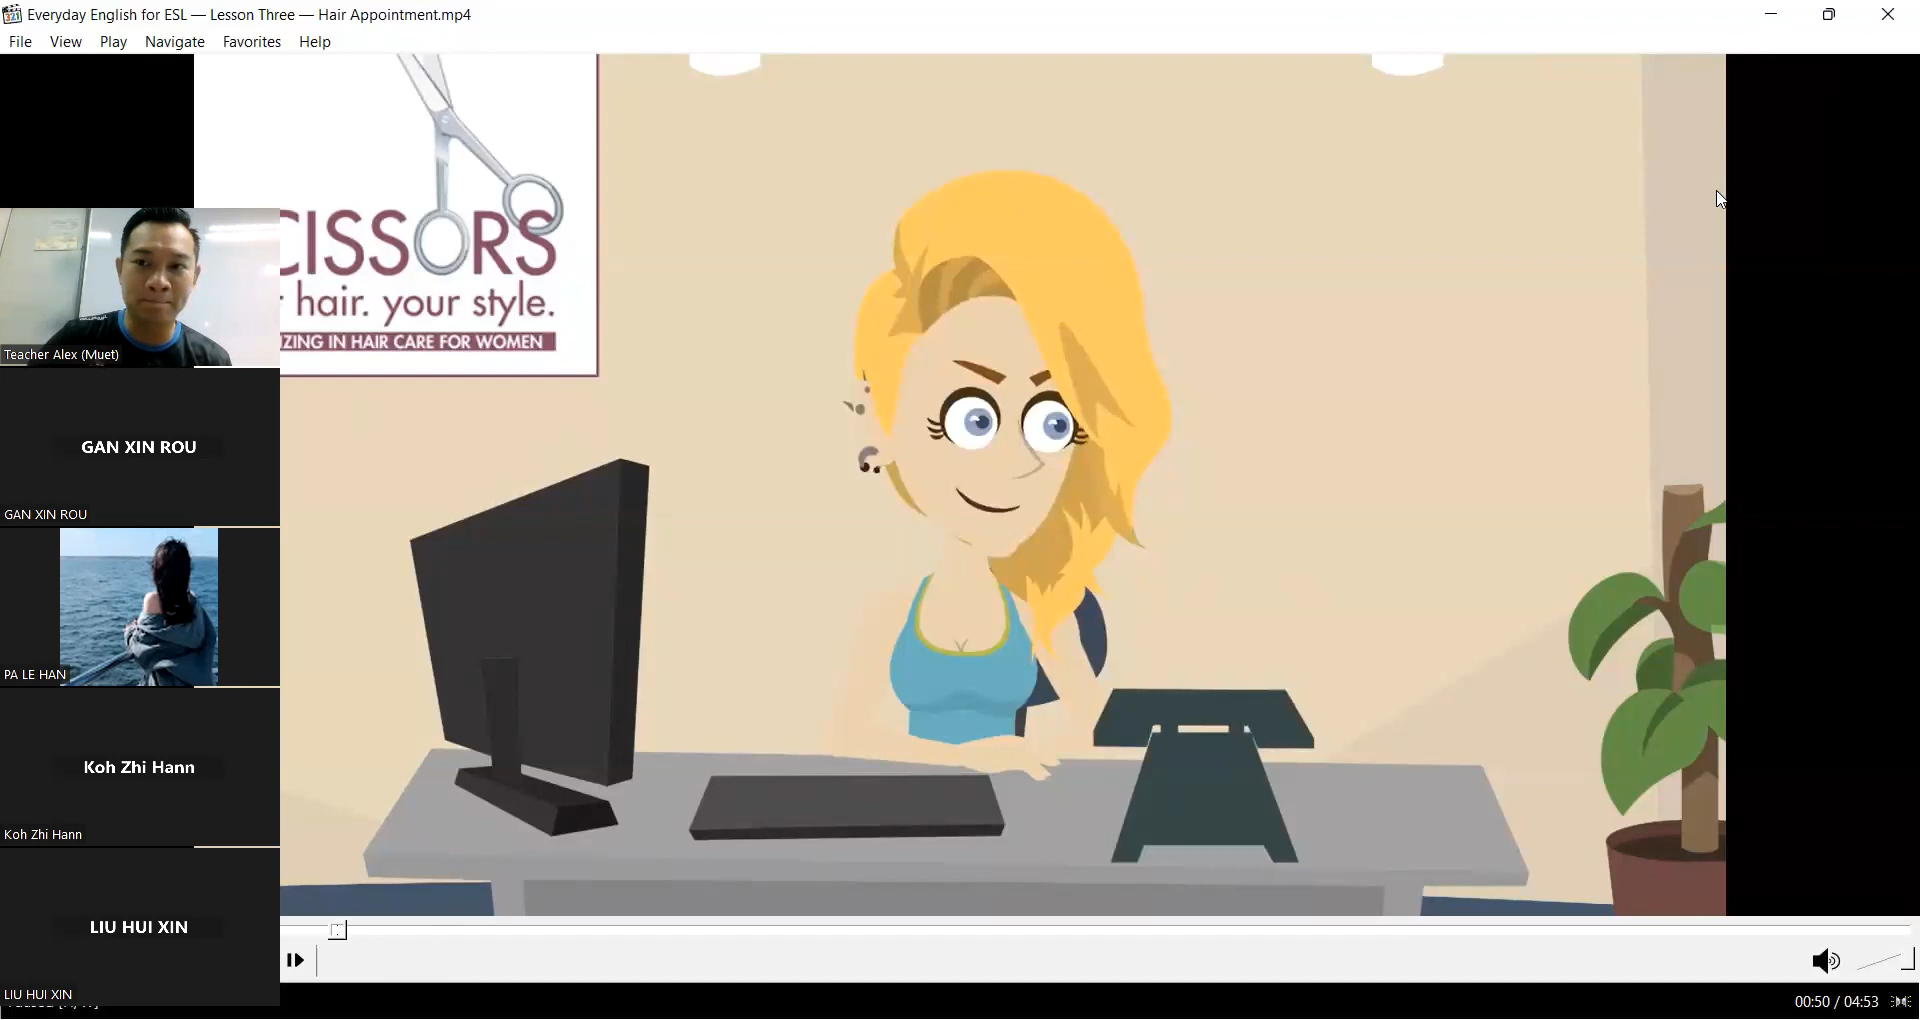 Everyday English for ESL — Lesson Three — Hair Appointment.mp4
File View Play Navigate Favorites Help
CISSORS
hair. your style.
IZING IN HAIR CARE FOR WOMEN
Teacher Alex (Muet)
GAN XIN ROU
GAN XIN ROU
PA LE HAN
Koh Zhi Hann
Koh Zhi Hann
LIU HUI XIN
LIU HUI XIN
00:50 / 04:53